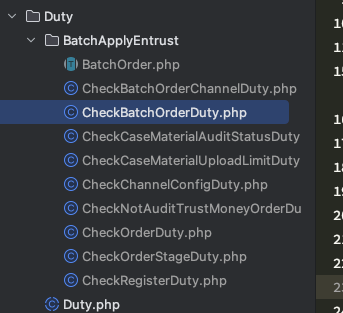 Duty
BatchApplyEntrust
BatchOrder.php
CheckBatchOrderChannelDuty.php
CheckBatchOrderDuty.php
CheckCaseMaterialAuditStatusDuty
CheckCaseMaterialUploadLimitDuty
CheckChannelConfigDuty.php
CheckNotAuditTrustMoneyOrderDu
CheckOrderDuty.php
CheckOrderStageDuty.php
CheckRegisterDuty.php
Duty.php